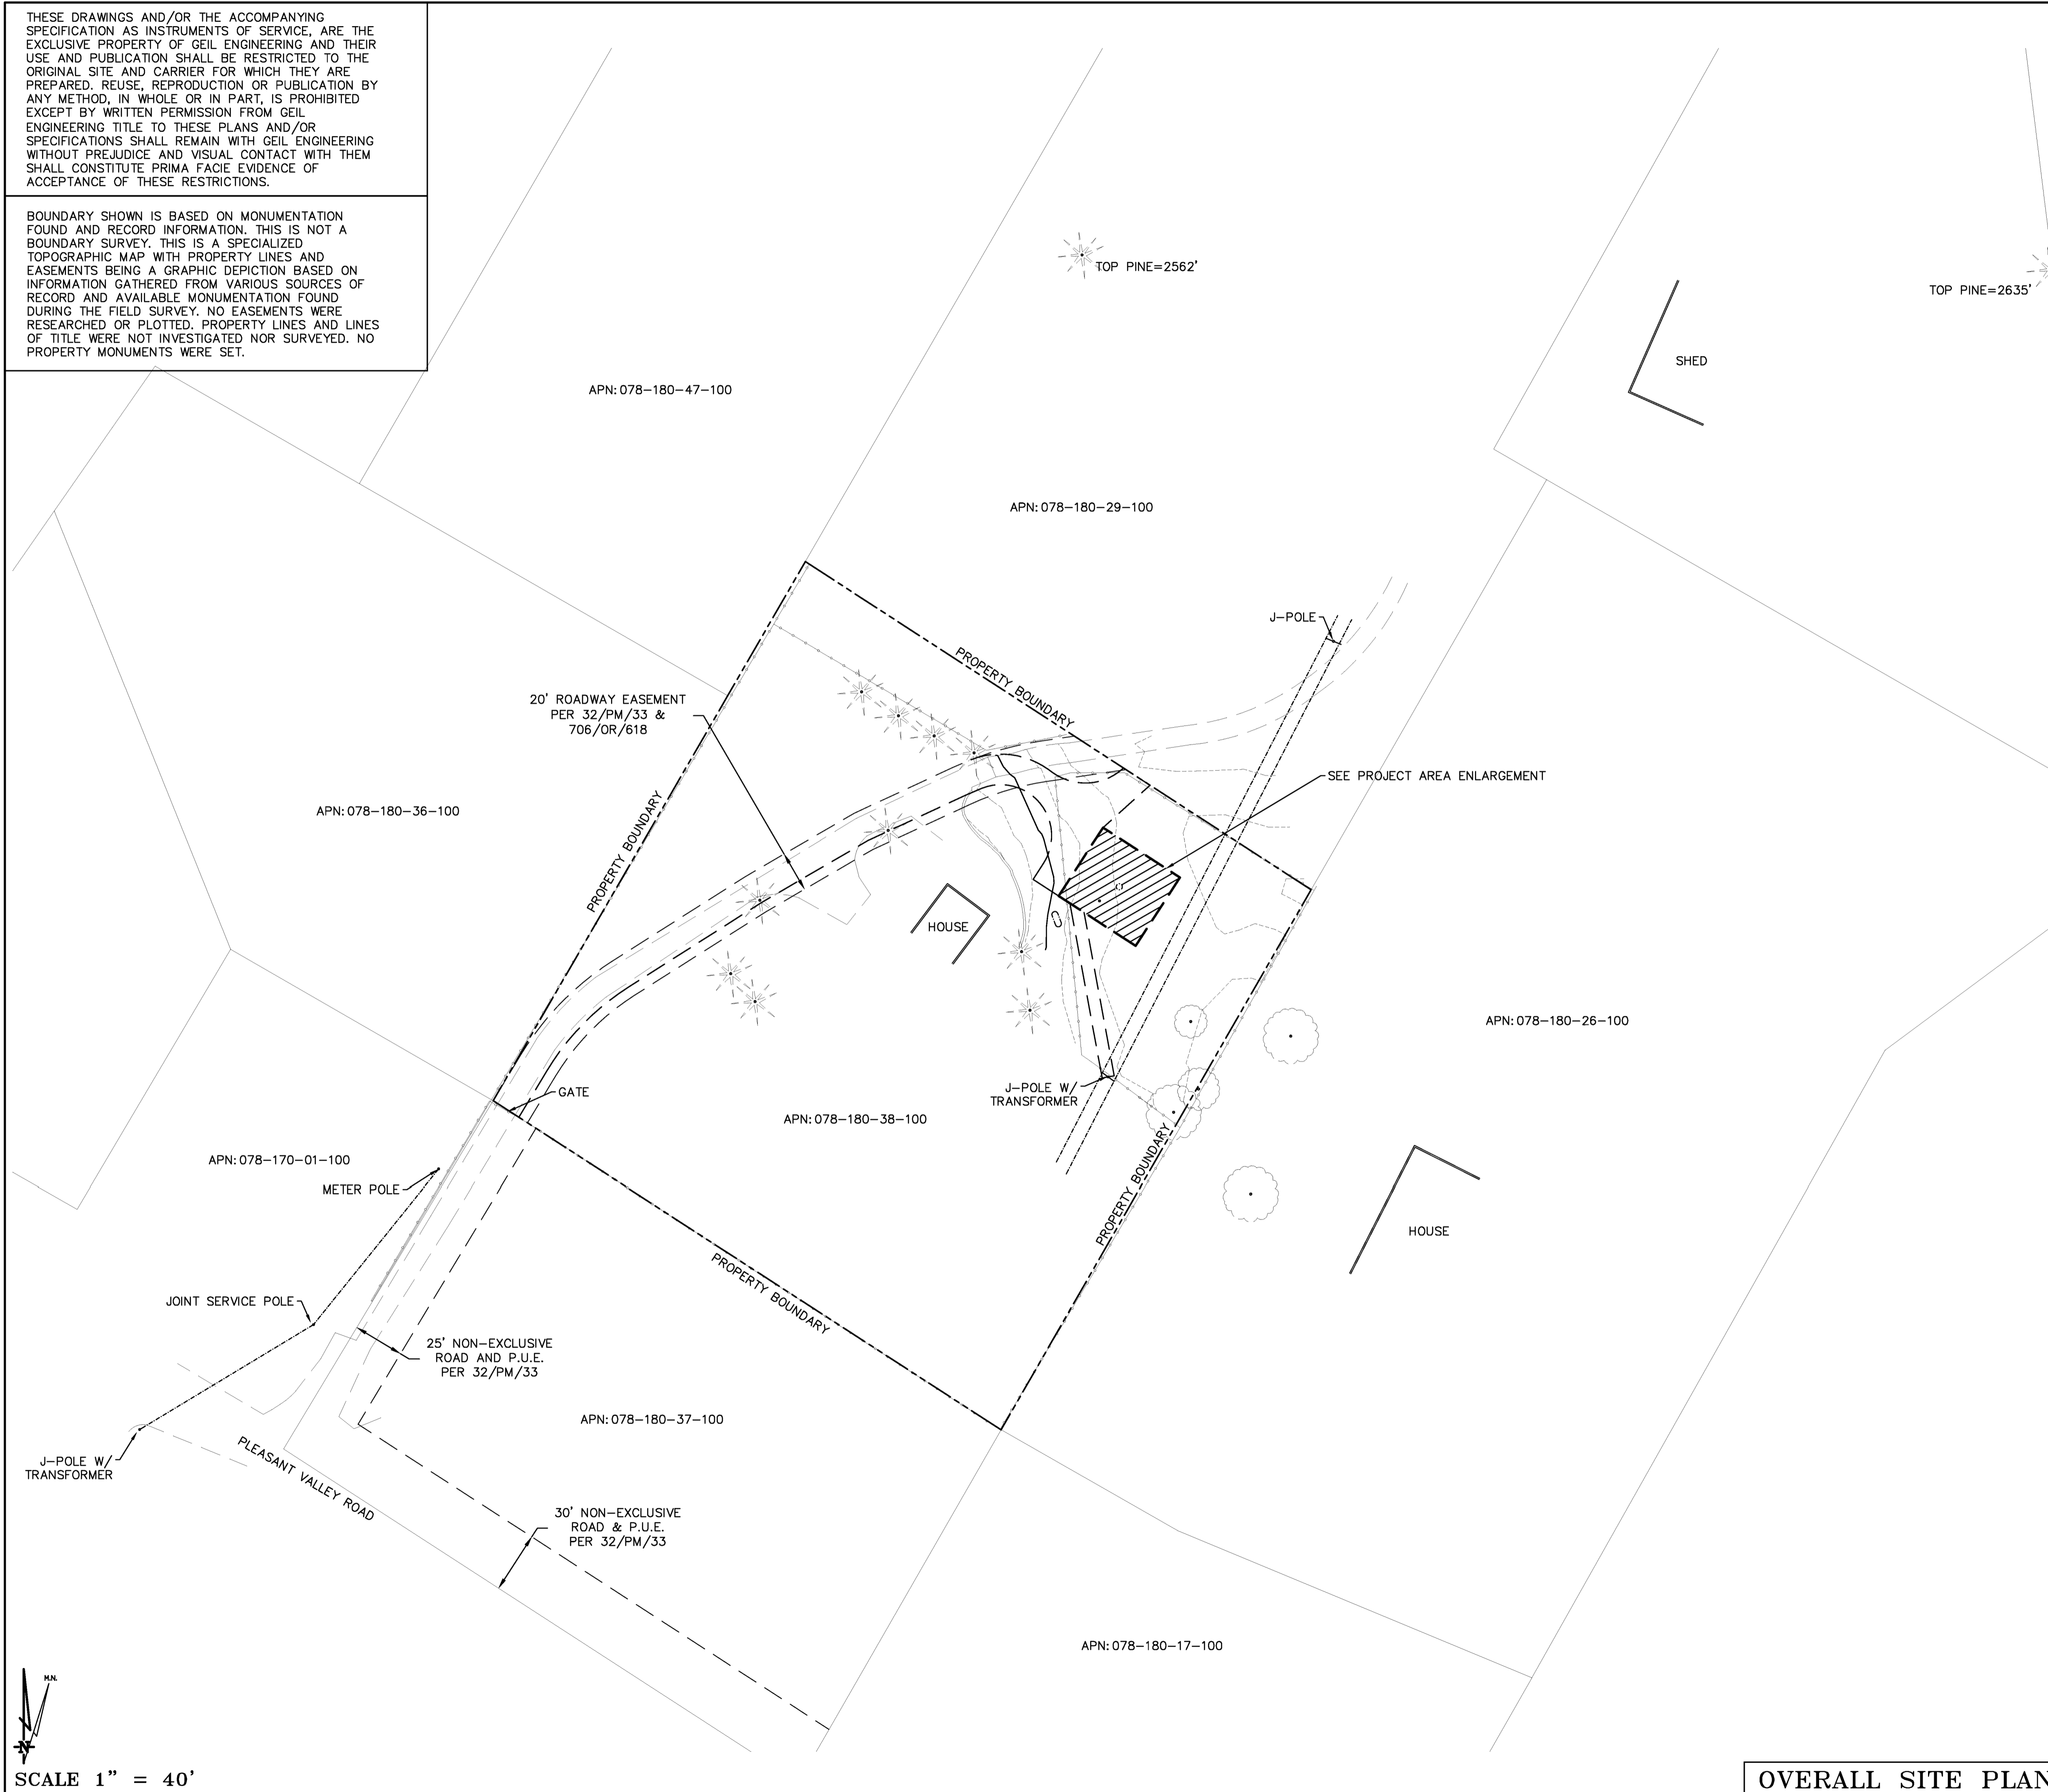 THESE DRAWINGS AND/OR THE ACCOMPANYING
SPECIFICATION AS INSTRUMENTS OF SERVICE, ARE THE
EXCLUSIVE PROPERTY OF GEIL ENGINEERING AND THEIR
USE AND PUBLICATION SHALL BE RESTRICTED TO THE
ORIGINAL SITE AND CARRIER FOR WHICH THEY ARE
PREPARED. REUSE, REPRODUCTION OR PUBLICATION BY
ANY METHOD, IN WHOLE OR IN PART, IS PROHIBITED
EXCEPT BY WRITTEN PERMISSION FROM GEIL
ENGINEERING TITLE TO THESE PLANS AND/OR
SPECIFICATIONS SHALL REMAIN WITH GEIL ENGINEERING
WITHOUT PREJUDICE AND VISUAL CONTACT WITH THEM
SHALL CONSTITUTE PRIMA FACIE EVIDENCE OF
ACCEPTANCE OF THESE RESTRICTIONS.
BOUNDARY SHOWN IS BASED ON MONUMENTATION
FOUND AND RECORD INFORMATION. THIS IS NOT A
BOUNDARY SURVEY. THIS IS A SPECIALIZED
TOPOGRAPHIC MAP WITH PROPERTY LINES AND
EASEMENTS BEING A GRAPHIC DEPICTION BASED ON
INFORMATION GATHERED FROM VARIOUS SOURCES OF
RECORD AND AVAILABLE MONUMENTATION FOUND
DURING THE FIELD SURVEY. NO EASEMENTS WERE
RESEARCHED OR PLOTTED. PROPERTY LINES AND LINES
OF TITLE WERE NOT INVESTIGATED NOR SURVEYED. NO
PROPERTY MONUMENTS WERE SET.
TOP PINE=2562'
TOP PINE=2635'
SHED
APN: 078-180-47-100
APN: 078-180-29-100
J-POLE
PROPERTY BOUNDARY
20' ROADWAY EASEMENT
PER 32/PM/33 &
706/OR/618
SEE PROJECT AREA ENLARGEMENT
APN: 078-180-36-100
PROPERTY BOUNDARY
HOUSE
APN: 078-180-26-100
GATE
J-POLE W/
TRANSFORMER
APN: 078-180-38-100
APN: 078-170-01-100
METER POLE
PROPERTY BOUNDARY
HOUSE
PROPERTY BOUNDARY
JOINT SERVICE POLE
25' NON-EXCLUSIVE
ROAD AND P.U.E.
PER 32/PM/33
APN: 078-180-37-100
J-POLE W/
TRANSFORMER
PLEASANT VALLEY ROAD
30' NON-EXCLUSIVE
ROAD & P.U.E.
PER 32/PM/33
APN: 078-180-17-100
M.N.
N
SCALE 1" = 40'
OVERALL SITE PLAN